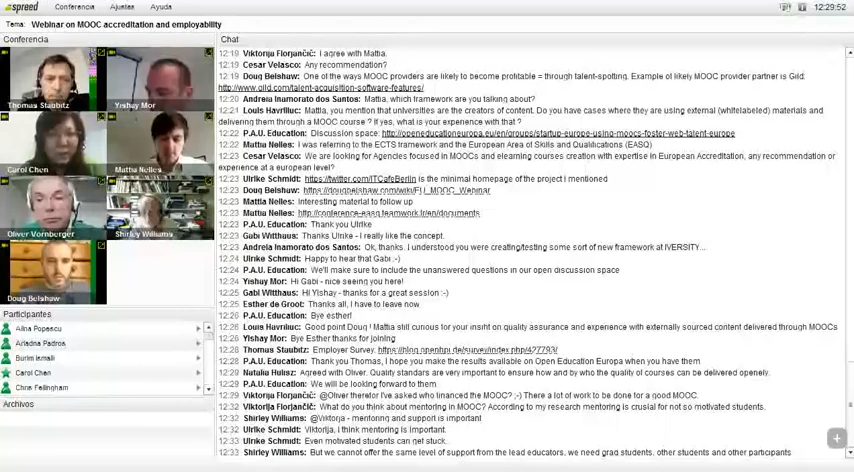 spreed
Conferencia Ajustes Ayuda
12:29:52
Tema: Webinar on MOOC accreditation and employability
Conferencia
Chat
Thomas Staubitz
Yishay Mor
Carol Chen
Mattu Nelles
Oliver Vornberger
Shirley Williams
Doug Belshaw
Participantes
Alina Popescu
Ariadna Padros
Burim Ismaili
Carol Chen
Chris Fellingham
Archivos
12:19 Viktorija Florjančič: I agree with Mattia.
12:19 Cesar Velasco: Any recommendation?
12:19 Doug Belshaw: One of the ways MOOC providers are likely to become profitable = through talent-spotting. Example of likely MOOC provider partner is Gild.
http://www.gild.com/talent-acquisition-software-features/
12:20 Andreia Inamorato dos Santos: Mattia, which framework are you talking about?
12:21 Louis Havriluc: Mattia, you mention that universities are the creators of content. Do you have cases where they are using external (whitelabeled) materials and
delivering them through a MOOC course? If yes, what is your experience with that?
12:22 P.A.U. Education: Discussion space: http://openeducationeuropa.eu/en/groups/startup-europe-using-moocs-foster-web-talent-europe
12:22 Mattu Nelles: I was referring to the ECTS framework and the European Area of Skills and Qualifications (EASQ)
12:23 Cesar Velasco: We are looking for Agencies focused in MOOCs and elearning courses creation with expertise in European Accreditation, any recommendation or
experience at a european level?
12:23 Ulrike Schmidt: https://twitter.com/ITCafeBerlin is the minimal homepage of the project I mentioned
12:23 Doug Belshaw: https://dougbelshaw.com/wiki/EU_MOOC_Webinar
12:23 Mattia Nelles: Interesting material to follow up
12:23 Mattu Nelles: http://conference-easq.teamwork.fr/en/documents
12:23 P.A.U. Education: Thank you Ulrike
12:23 Gabi Witthaus: Thanks Ulrike - I really like the concept.
12:23 Andreia Inamorato dos Santos: Ok, thanks. I understood you were creating/testing some sort of new framework at IVERSITY...
12:24 Ulrike Schmidt: Happy to hear that Gabi :-)
12:24 P.A.U. Education: We'll make sure to include the unanswered questions in our open discussion space
12:24 Yishay Mor: Hi Gabi - nice seeing you here!
12:25 Gabi Witthaus: Hi Yishay - thanks for a great session :-)
12:25 Esther de Groot: Thanks all, I have to leave now
12:26 P.A.U. Education: Bye esther!
12:26 Louis Havriluc: Good point Doug! Mattia still curious for your insight on quality assurance and experience with externally sourced content delivered through MOOCs
12:26 Yishay Mor: Bye Esther thanks for joining
12:28 Thomas Staubitz: Employer Survey, https://blog.openhpi.de/survey/index.php/427793/
12:28 P.A.U. Education: Thank you Thomas, I hope you make the results available on Open Education Europa when you have them
12:29 Agreed with Oliver. Quality standars are very important to ensure how and by who the quality of courses can be delivered openely.
12:29 P.A.U. Education: We will be looking forward to them
12:29 Viktorija Florjančič: @Oliver therefor I've asked who financed the MOOC? ;-) There a lot of work to be done for a good MOOC.
12:32 Viktorija Florjančič: What do you think about mentoring in MOOC? According to my research mentoring is crusial for not so motivated students.
12:32 Shirley Williams: @Viktorija - mentoring and support is important
12:32 Ulrike Schmidt: Viktorija, I think mentoring is important.
12:33 Ulrike Schmidt: Even motivated students can get stuck.
12:33 Shirley Williams: But we cannot offer the same level of support from the lead educators, we need grad students, other students and other participants